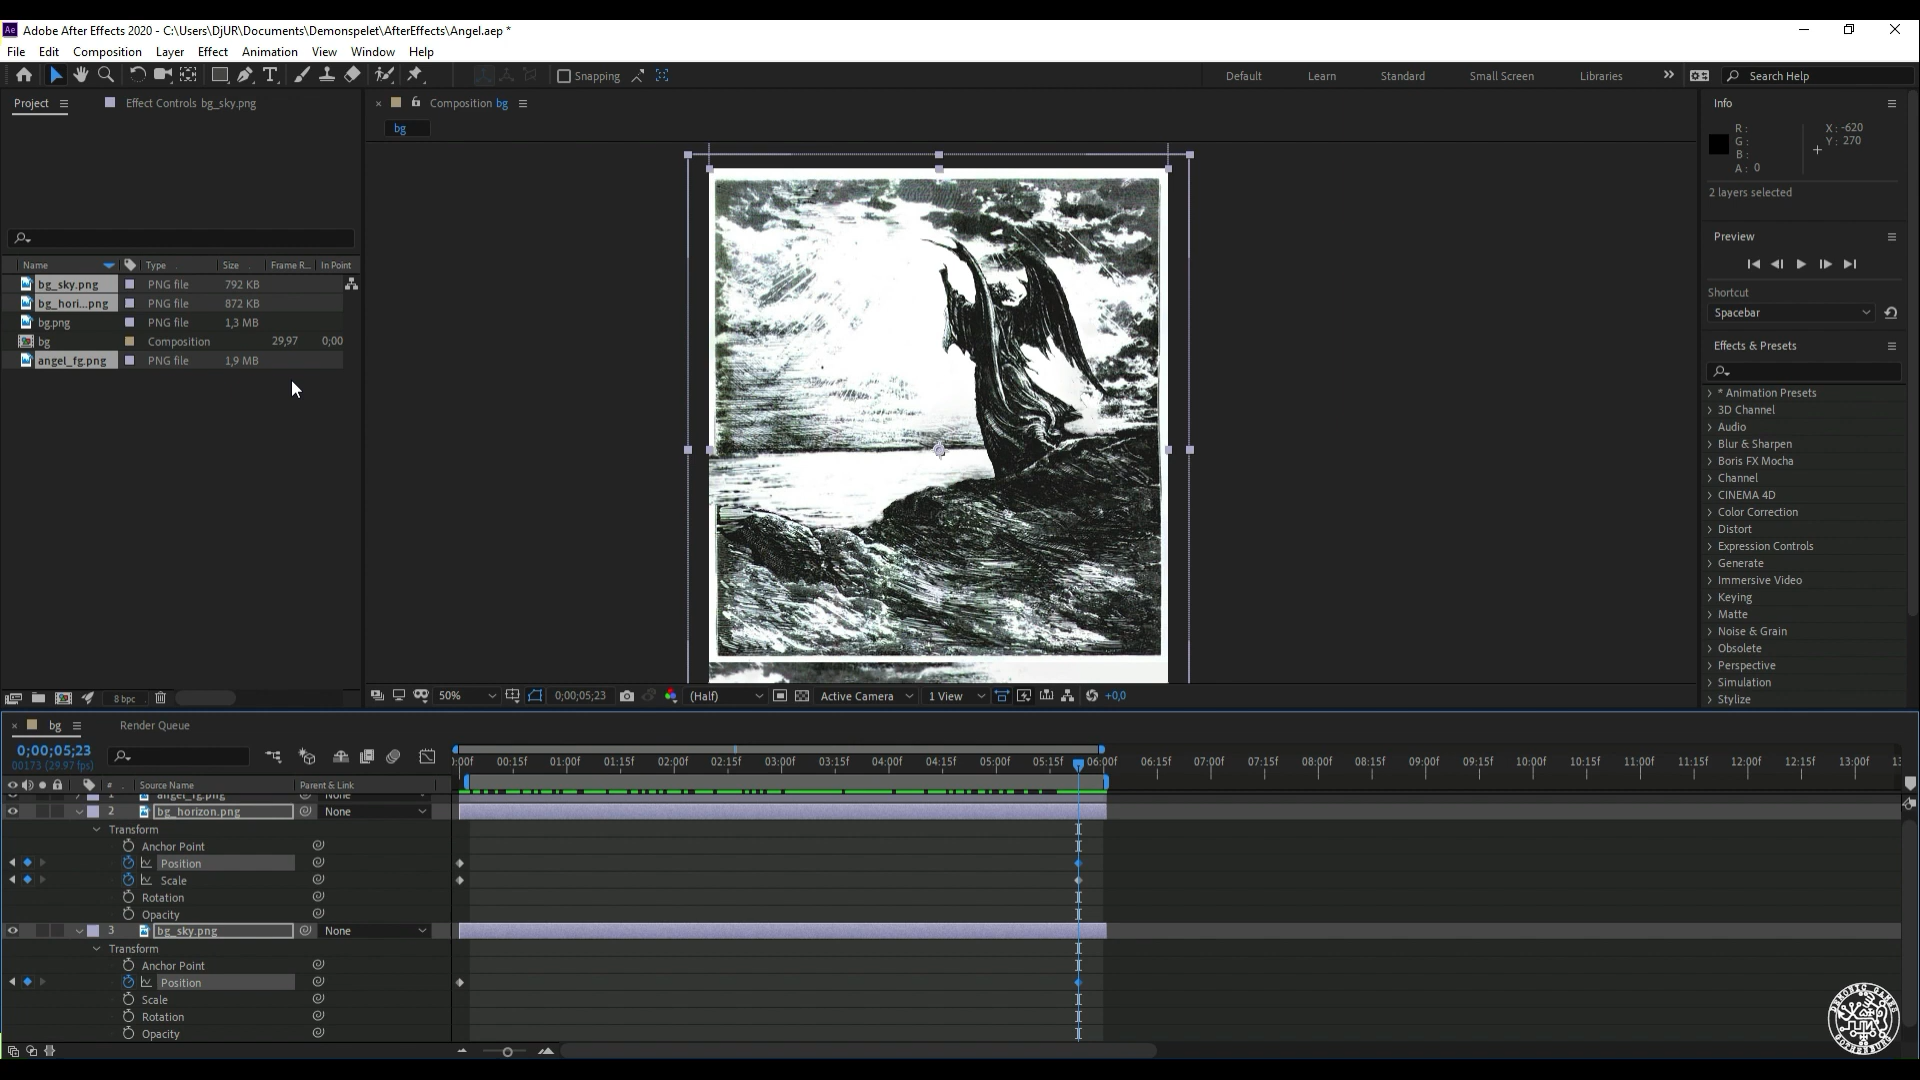 Adobe After Effects 2020 - C:\Users\DjUR\Documents\Demonspelet\AfterEffects\Angel.aep *
File Edit Composition Layer Effect Animation View Window Help
Snapping Default Learn Standard Small Screen Libraries Search Help
Project Effect Controls bg_sky.png
Composition bg
bg
Info
R: X: -620
G: Y: 270
B:
A: 0
2 layers selected
Preview
Shortcut
Spacebar
Effects & Presets
Name Type Size Frame R... In Point
bg_sky.png PNG file 792 KB
bg_hori...png PNG file 872 KB
bg.png PNG file 1,3 MB
bg Composition 29,97 0;00
angel_fg.png PNG file 1,9 MB
* Animation Presets
3D Channel
Audio
Blur & Sharpen
Boris FX Mocha
Channel
CINEMA 4D
Color Correction
Distort
Expression Controls
Generate
Immersive Video
Keying
Matte
Noise & Grain
Obsolete
Perspective
Simulation
Stylize
8 bpc
50% 0;00;05;23 (Half) Active Camera 1 View +0,0
bg Render Queue
0;00;05;23
00173 (29.97 fps)
):00f 00:15f 01:00f 01:15f 02:00f 02:15f 03:00f 03:15f 04:00f 04:15f 05:00f 05:15f 06:00f 06:15f 07:00f 07:15f 08:00f 08:15f 09:00f 09:15f 10:00f 10:15f 11:00f 11:15f 12:00f 12:15f 13:00f
# Source Name Parent & Link
1 angel_fg.png None
2 bg_horizon.png None
Transform
Anchor Point
Position
Scale
Rotation
Opacity
3 bg_sky.png None
Transform
Anchor Point
Position
Scale
Rotation
Opacity
DEMONIC GAMES
GOTHENBURG